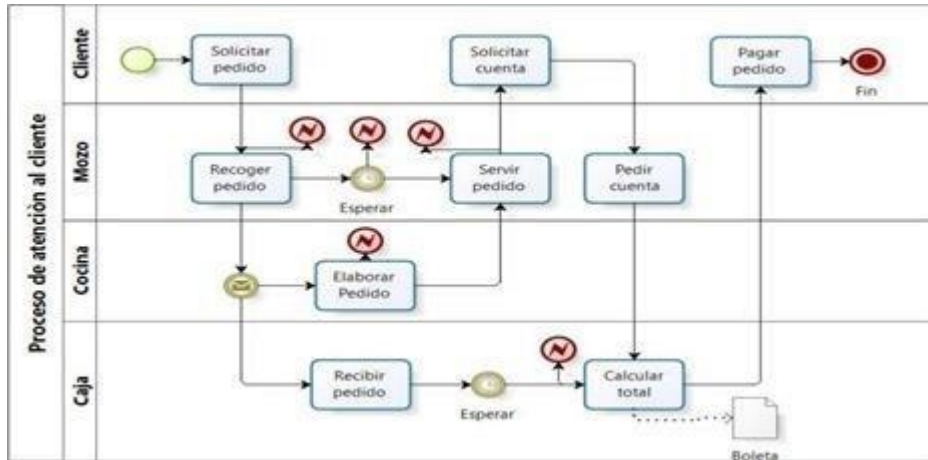 Proceso de atenciòn al cliente
Cliente
Solicitar
pedido
Solicitar
cuenta
Pagar
pedido
Fin
Mozo
Recoger
pedido
Esperar
Servir
pedido
Pedir
cuenta
Cocina
Elaborar
Pedido
Caja
Recibir
pedido
Esperar
Calcular
total
Boleta